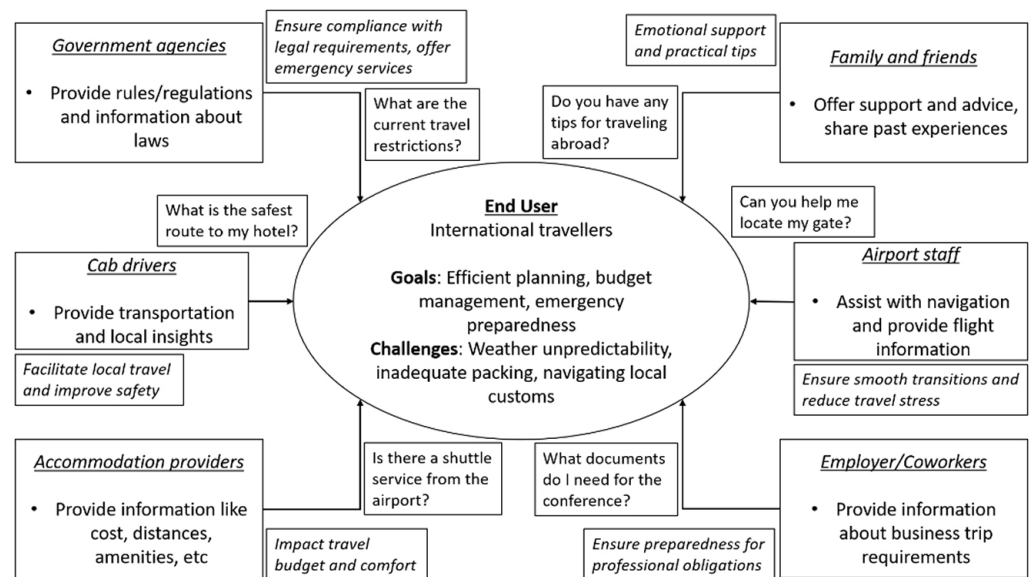 Government agencies
• Provide rules/regulations
and information about
laws
Ensure compliance with
legal requirements, offer
emergency services
What are the
current travel
restrictions?
Emotional support
and practical tips
Do you have any
tips for traveling
abroad?
Family and friends
• Offer support and advice,
share past experiences
What is the safest
route to my hotel?
Cab drivers
• Provide transportation
and local insights
Facilitate local travel
and improve safety
End User
International travellers
Goals: Efficient planning, budget
management, emergency
preparedness
Challenges: Weather unpredictability,
inadequate packing, navigating local
customs
Can you help me
locate my gate?
Airport staff
• Assist with navigation
and provide flight
information
Ensure smooth transitions and
reduce travel stress
Accommodation providers
• Provide information like
cost, distances,
amenities, etc
Is there a shuttle
service from the
airport?
Impact travel
budget and comfort
What documents
do I need for the
conference?
Ensure preparedness for
professional obligations
Employer/Coworkers
• Provide information
about business trip
requirements